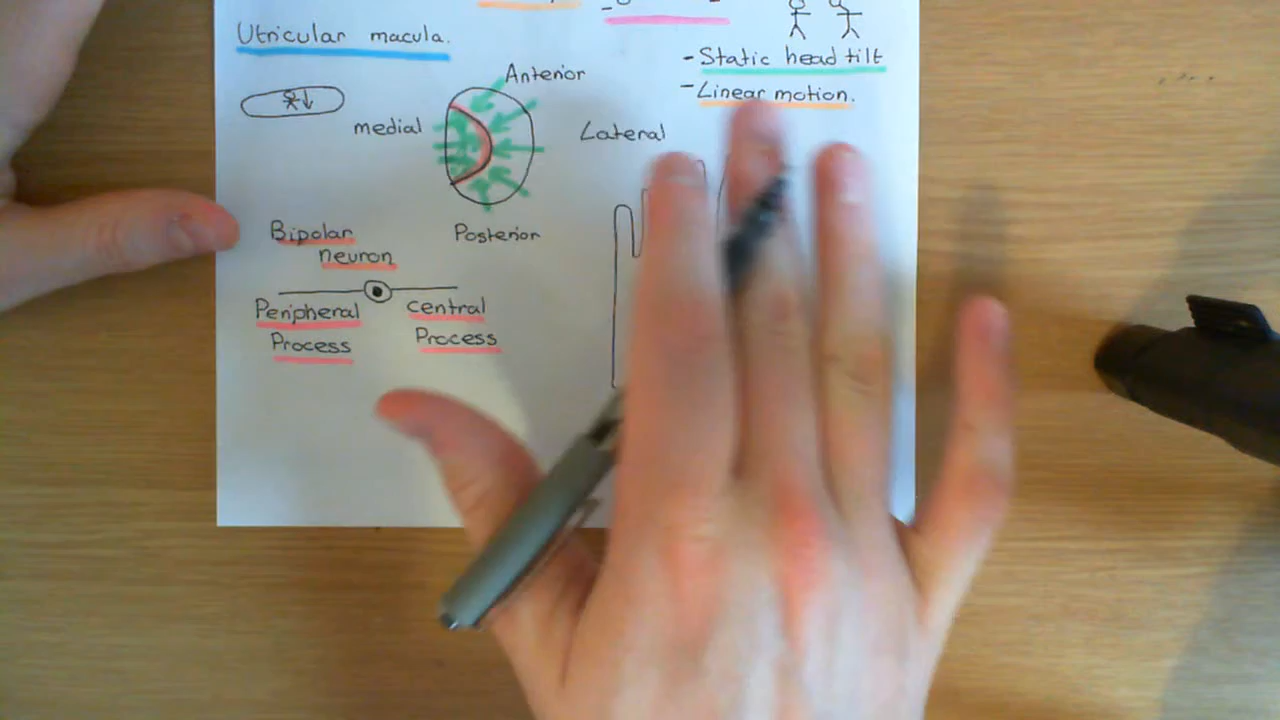 Utricular macula.
- Static head tilt
- Linear motion.
Anterior
medial
Lateral
Posterior
Bipolar
neuron
Peripheral
Process
central
Process